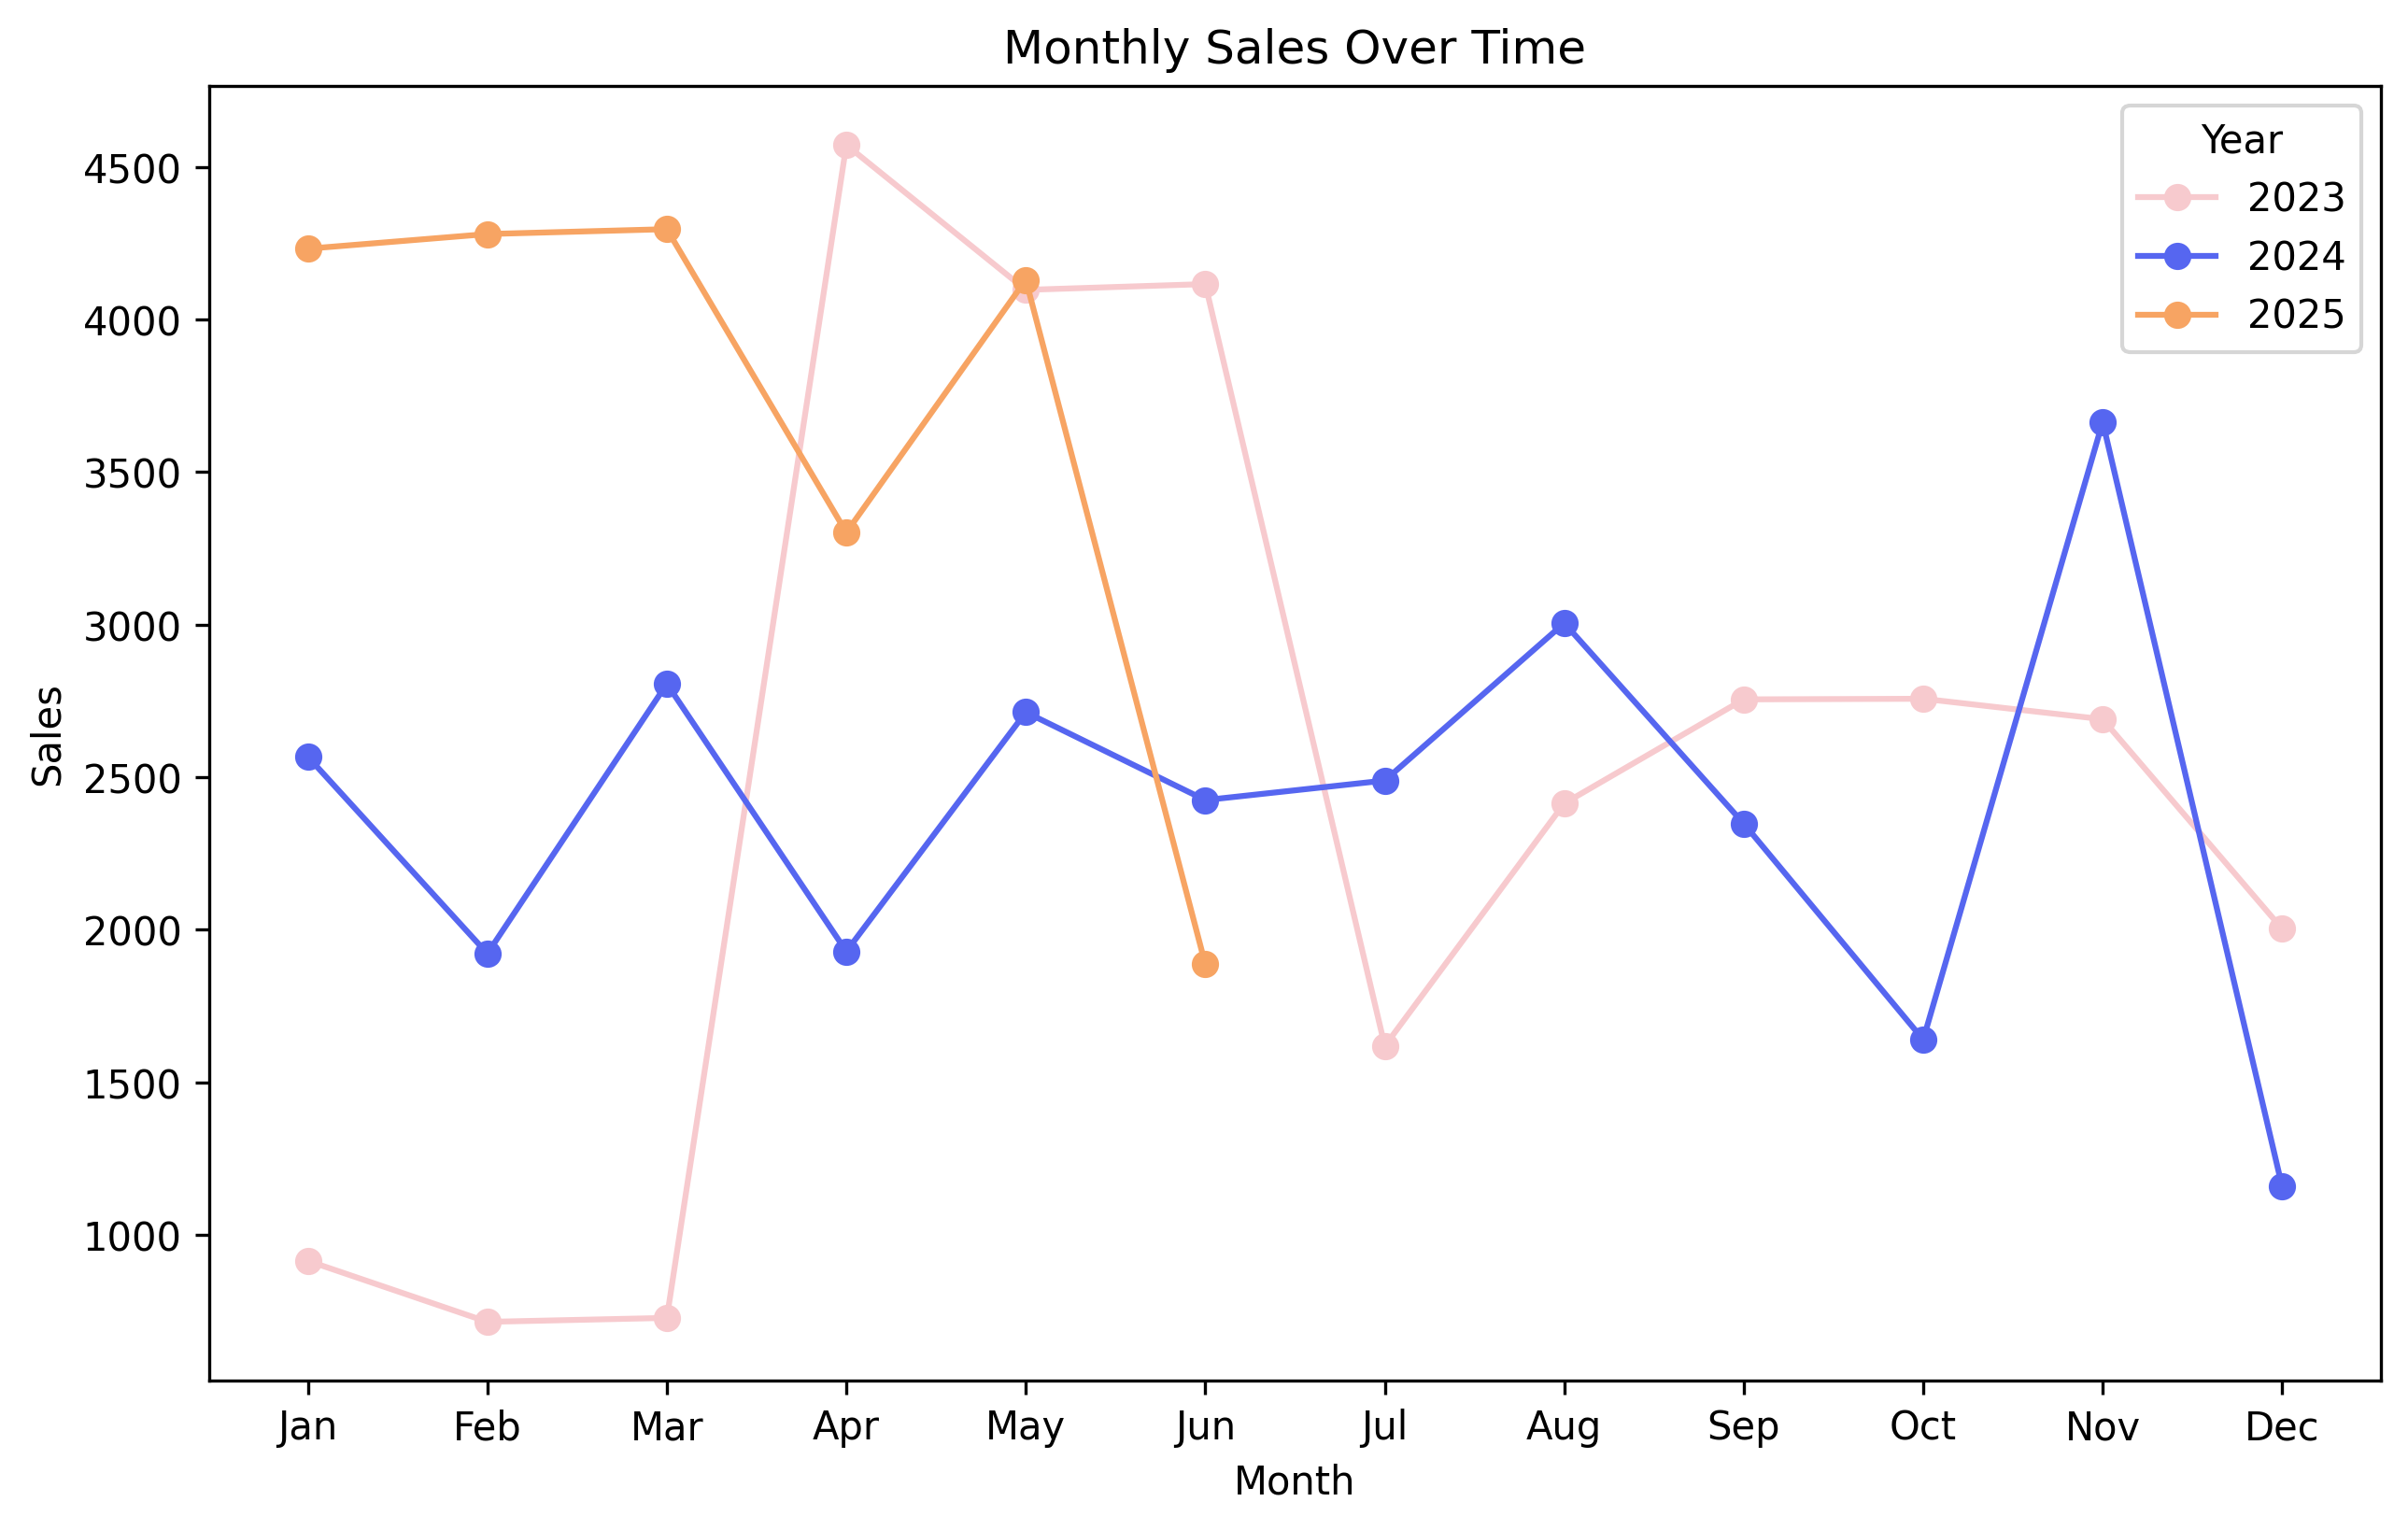 Monthly Sales Over Time
Year
2023
2024
2025
4500
4000
3500
3000
2500
2000
1500
1000
Sales
Jan Feb Mar Apr May Jun Jul Aug Sep Oct Nov Dec
Month